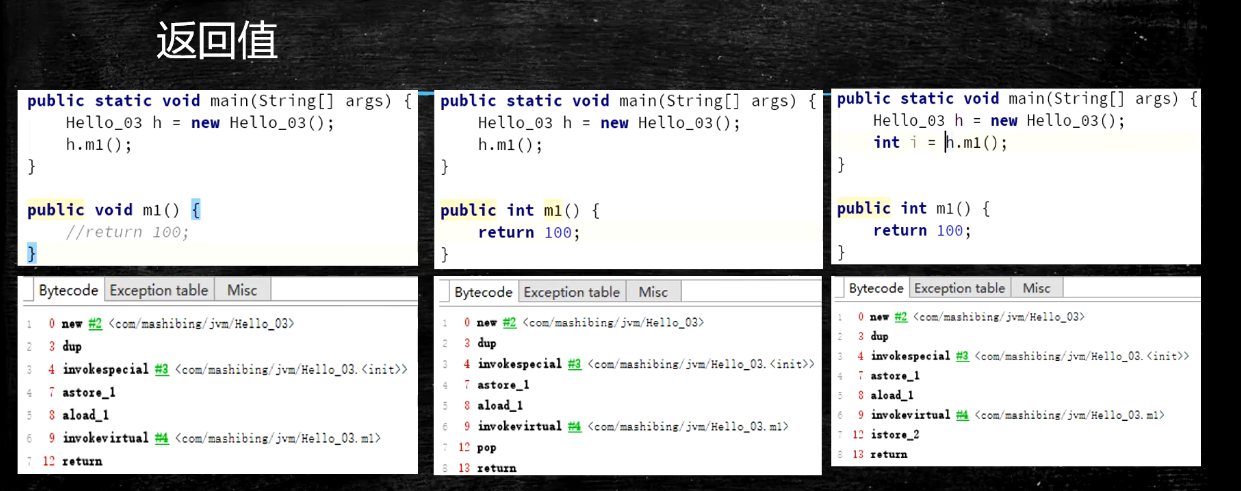 返回值
public static void main(String[] args) {
Hello_03 h = new Hello_03();
h.m1();
}
public void m1() {
//return 100;
}
Bytecode Exception table Misc
1 0 new #2 <com/mashibing/jvm/Hello_03>
2 3 dup
3 4 invokespecial #3 <com/mashibing/jvm/Hello_03.<init>>
4 7 astore_1
5 8 aload_1
6 9 invokevirtual #4 <com/mashibing/jvm/Hello_03.m1>
7 12 return
public static void main(String[] args) {
Hello_03 h = new Hello_03();
h.m1();
}
public int m1() {
return 100;
}
Bytecode Exception table Misc
1 0 new #2 <com/mashibing/jvm/Hello_03>
2 3 dup
3 4 invokespecial #3 <com/mashibing/jvm/Hello_03.<init>>
4 7 astore_1
5 8 aload_1
6 9 invokevirtual #4 <com/mashibing/jvm/Hello_03.m1>
7 12 pop
8 13 return
public static void main(String[] args) {
Hello_03 h = new Hello_03();
int i = h.m1();
}
public int m1() {
return 100;
}
Bytecode Exception table Misc
1 0 new #2 <com/mashibing/jvm/Hello_03>
2 3 dup
3 4 invokespecial #3 <com/mashibing/jvm/Hello_03.<init>>
4 7 astore_1
5 8 aload_1
6 9 invokevirtual #4 <com/mashibing/jvm/Hello_03.m1>
7 12 istore_2
8 13 return